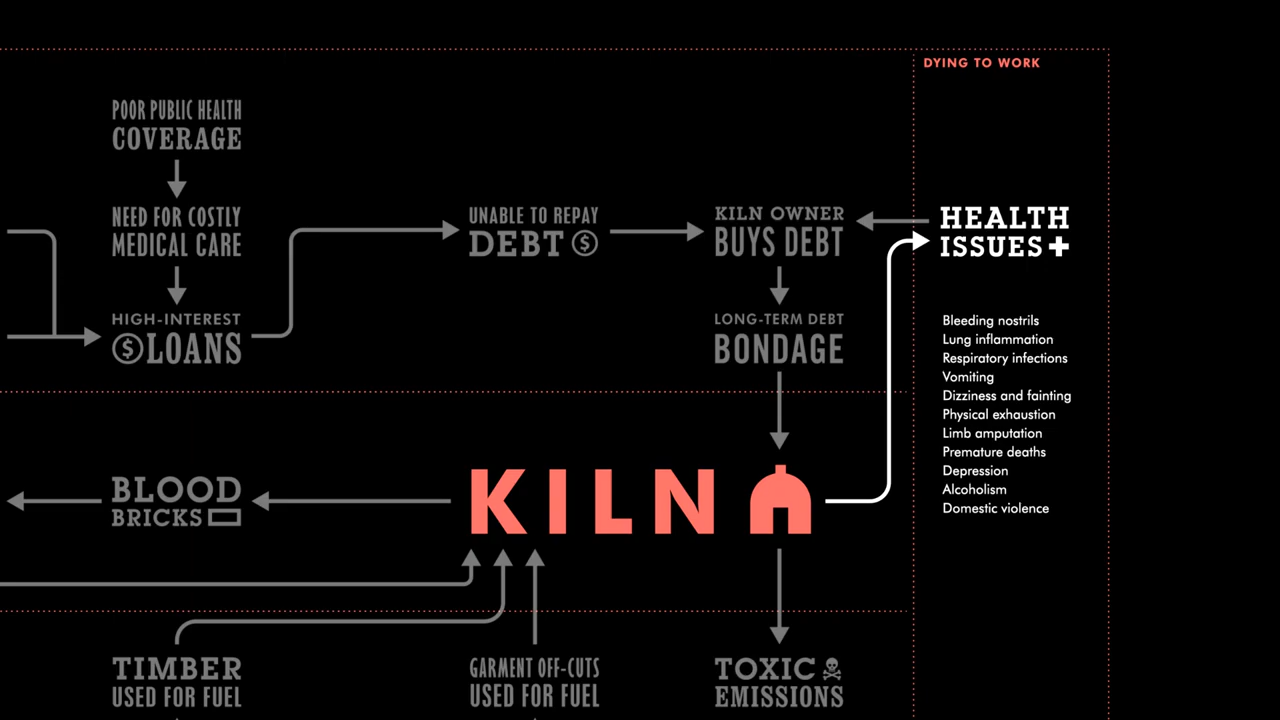 DYING TO WORK
POOR PUBLIC HEALTH
COVERAGE
NEED FOR COSTLY
MEDICAL CARE
HIGH-INTEREST
$ LOANS
UNABLE TO REPAY
DEBT $
KILN OWNER
BUYS DEBT
LONG-TERM DEBT
BONDAGE
HEALTH
ISSUES
Bleeding nostrils
Lung inflammation
Respiratory infections
Vomiting
Dizziness and fainting
Physical exhaustion
Limb amputation
Premature deaths
Depression
Alcoholism
Domestic violence
BLOOD
BRICKS
KILN
TIMBER
USED FOR FUEL
GARMENT OFF-CUTS
USED FOR FUEL
TOXIC
EMISSIONS